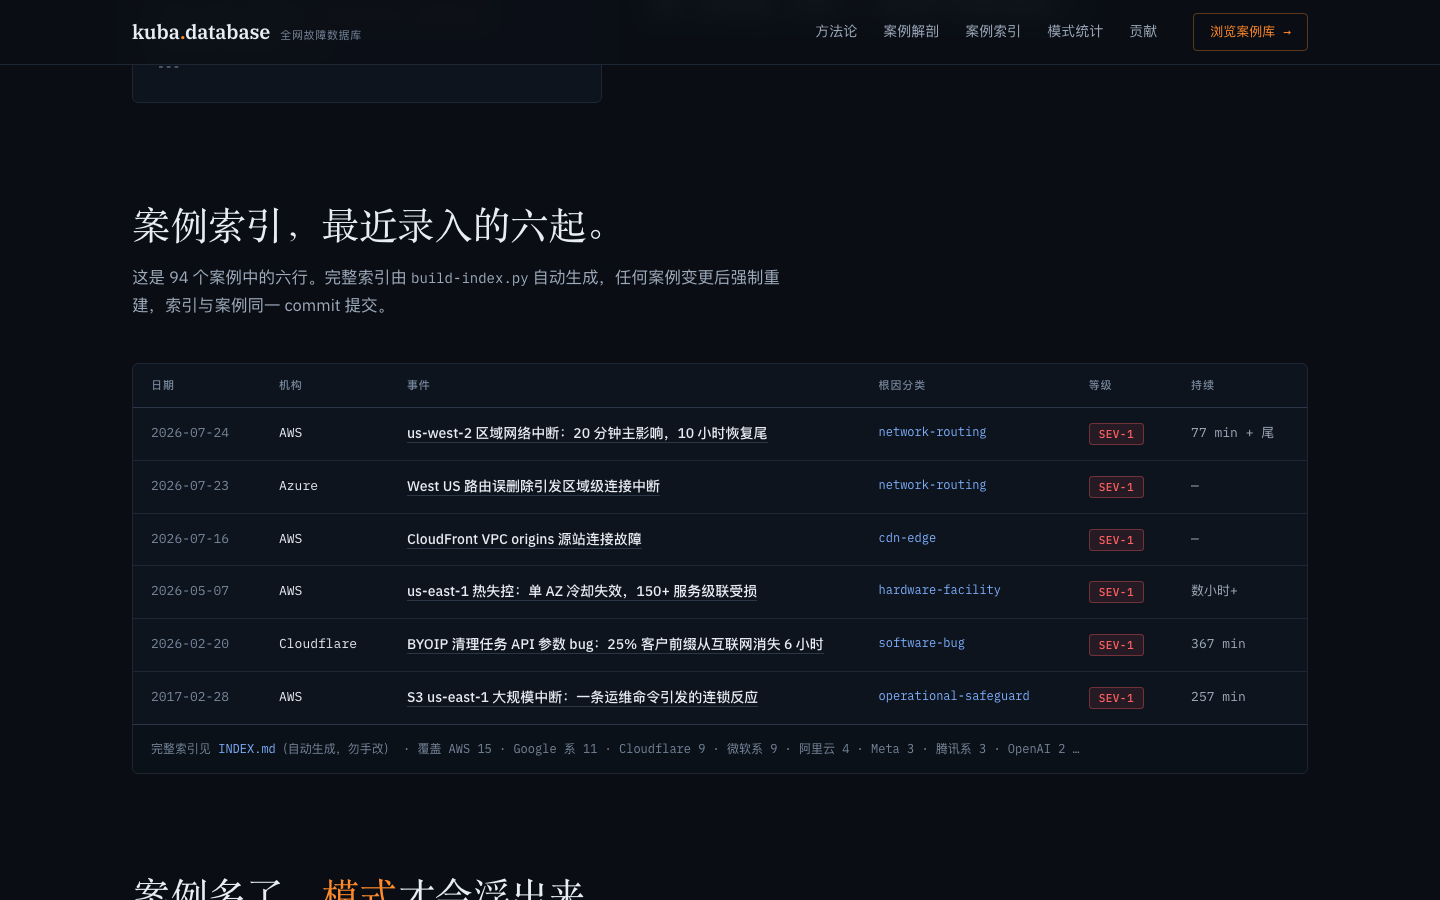 kuba.database 全网故障数据库 方法论 案例解剖 案例索引 模式统计 贡献 浏览案例库 →
---
案例索引，最近录入的六起。
这是 94 个案例中的六行。完整索引由 build-index.py 自动生成，任何案例变更后强制重
建，索引与案例同一 commit 提交。
日期 机构 事件 根因分类 等级 持续
2026-07-24 AWS us-west-2 区域网络中断：20 分钟主影响，10 小时恢复尾 network-routing SEV-1 77 min + 尾
2026-07-23 Azure West US 路由误删除引发区域级连接中断 network-routing SEV-1 —
2026-07-16 AWS CloudFront VPC origins 源站连接故障 cdn-edge SEV-1 —
2026-05-07 AWS us-east-1 热失控：单 AZ 冷却失效，150+ 服务级联受损 hardware-facility SEV-1 数小时+
2026-02-20 Cloudflare BYOIP 清理任务 API 参数 bug：25% 客户前缀从互联网消失 6 小时 software-bug SEV-1 367 min
2017-02-28 AWS S3 us-east-1 大规模中断：一条运维命令引发的连锁反应 operational-safeguard SEV-1 257 min
完整索引见 INDEX.md（自动生成，勿手改） · 覆盖 AWS 15 · Google 系 11 · Cloudflare 9 · 微软系 9 · 阿里云 4 · Meta 3 · 腾讯系 3 · OpenAI 2 …
案例多了，模式才会浮出来